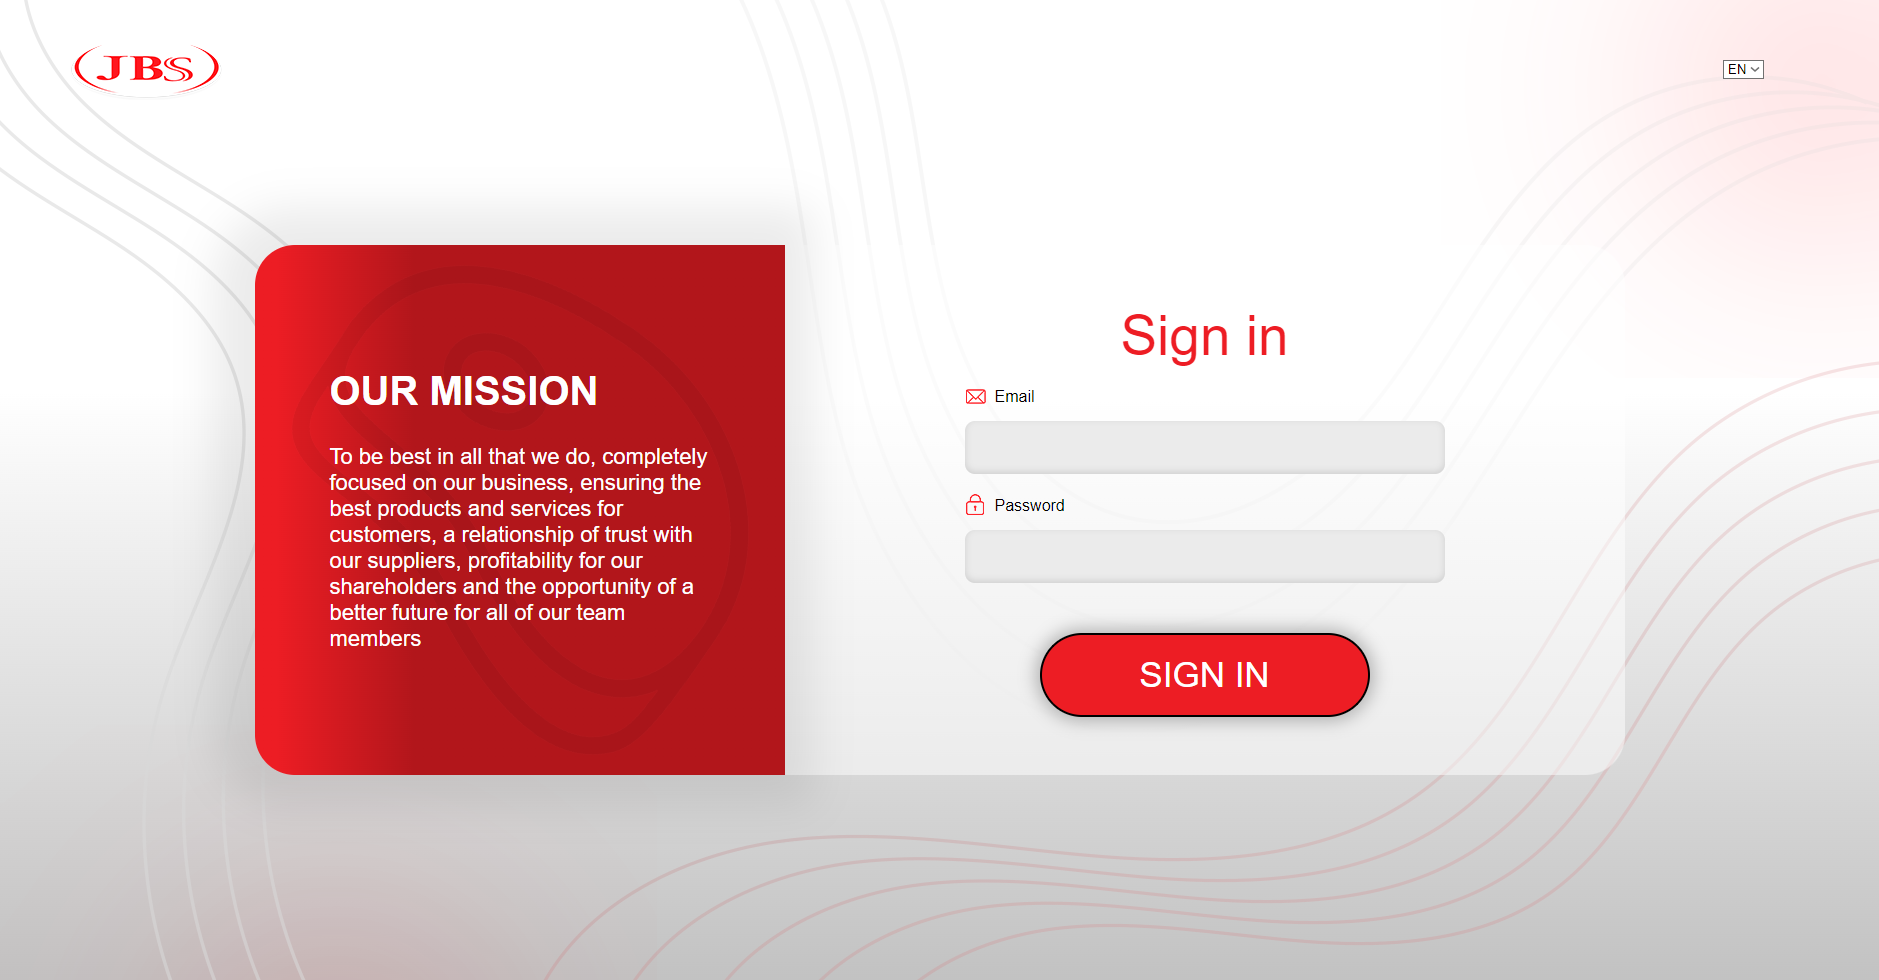 JBS
EN
OUR MISSION
To be best in all that we do, completely
focused on our business, ensuring the
best products and services for
customers, a relationship of trust with
our suppliers, profitability for our
shareholders and the opportunity of a
better future for all of our team
members
Sign in
Email
Password
SIGN IN